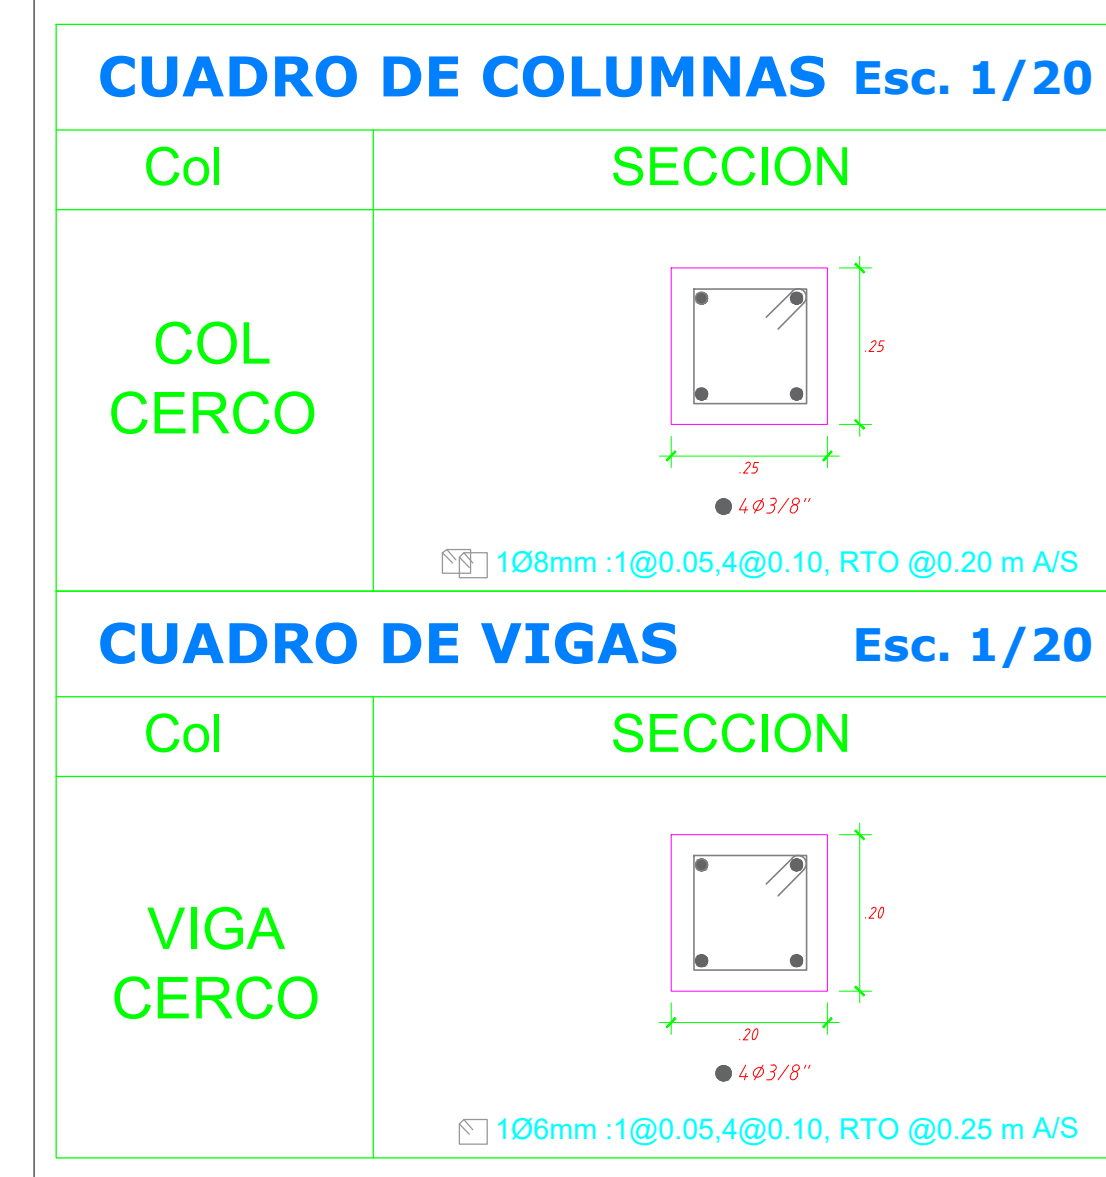 CUADRO DE COLUMNAS Esc. 1/20
Col SECCION
COL
CERCO
.25
.25
4Ø3/8"
1Ø8mm :1@0.05,4@0.10, RTO @0.20 m A/S
CUADRO DE VIGAS Esc. 1/20
Col SECCION
VIGA
CERCO
.20
.20
4Ø3/8"
1Ø6mm :1@0.05,4@0.10, RTO @0.25 m A/S